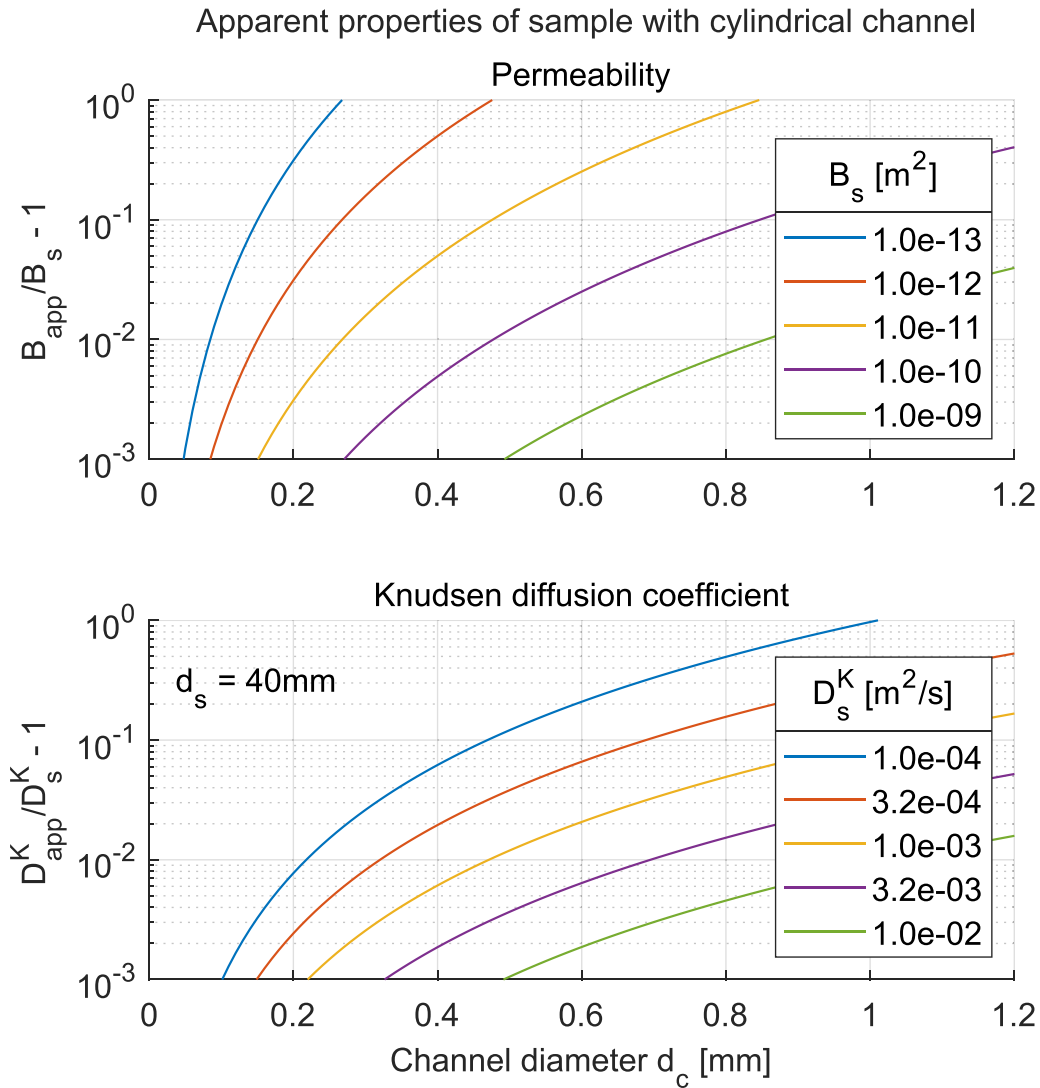 Apparent properties of sample with cylindrical channel
Permeability
B_app/B_s - 1
10^0
10^-1
10^-2
10^-3
0 0.2 0.4 0.6 0.8 1 1.2
B_s [m^2]
1.0e-13
1.0e-12
1.0e-11
1.0e-10
1.0e-09
Knudsen diffusion coefficient
D^K_app/D^K_s - 1
10^0
10^-1
10^-2
10^-3
d_s = 40mm
D^K_s [m^2/s]
1.0e-04
3.2e-04
1.0e-03
3.2e-03
1.0e-02
0 0.2 0.4 0.6 0.8 1 1.2
Channel diameter d_c [mm]